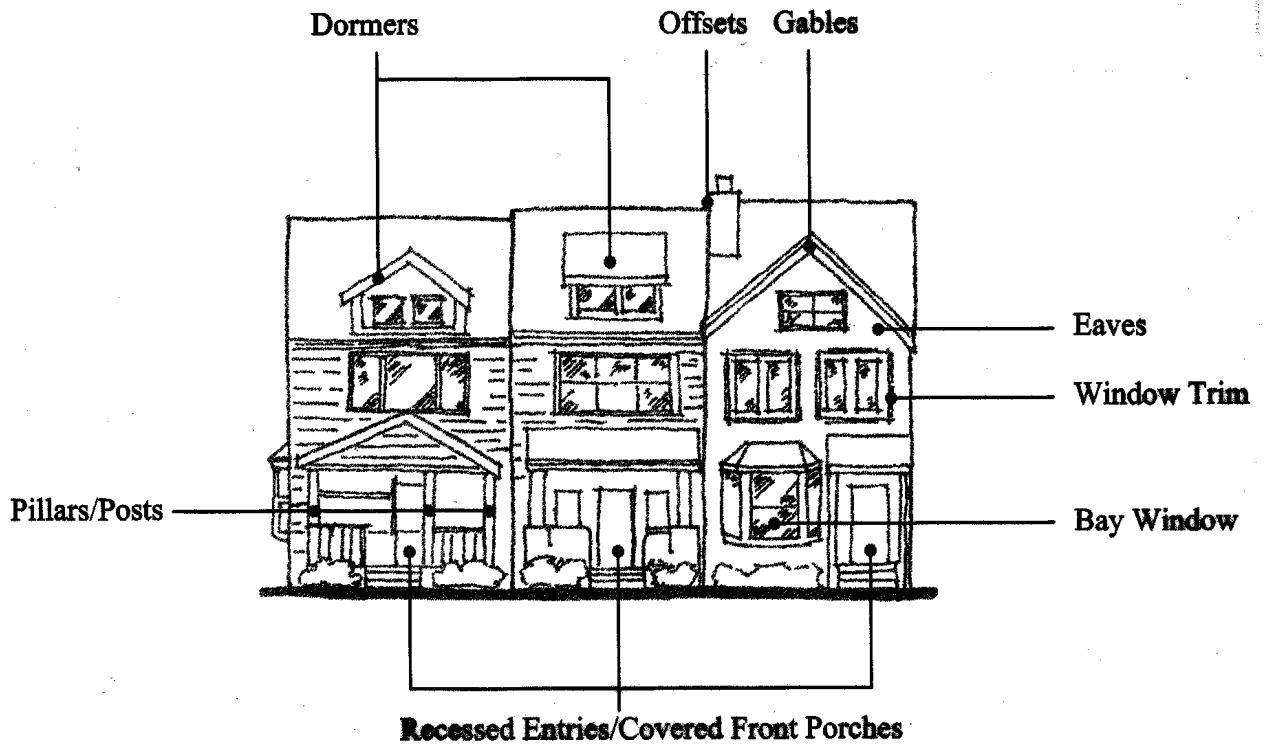 Dormers
Offsets
Gables
Eaves
Window Trim
Pillars/Posts
Bay Window
Recessed Entries/Covered Front Porches